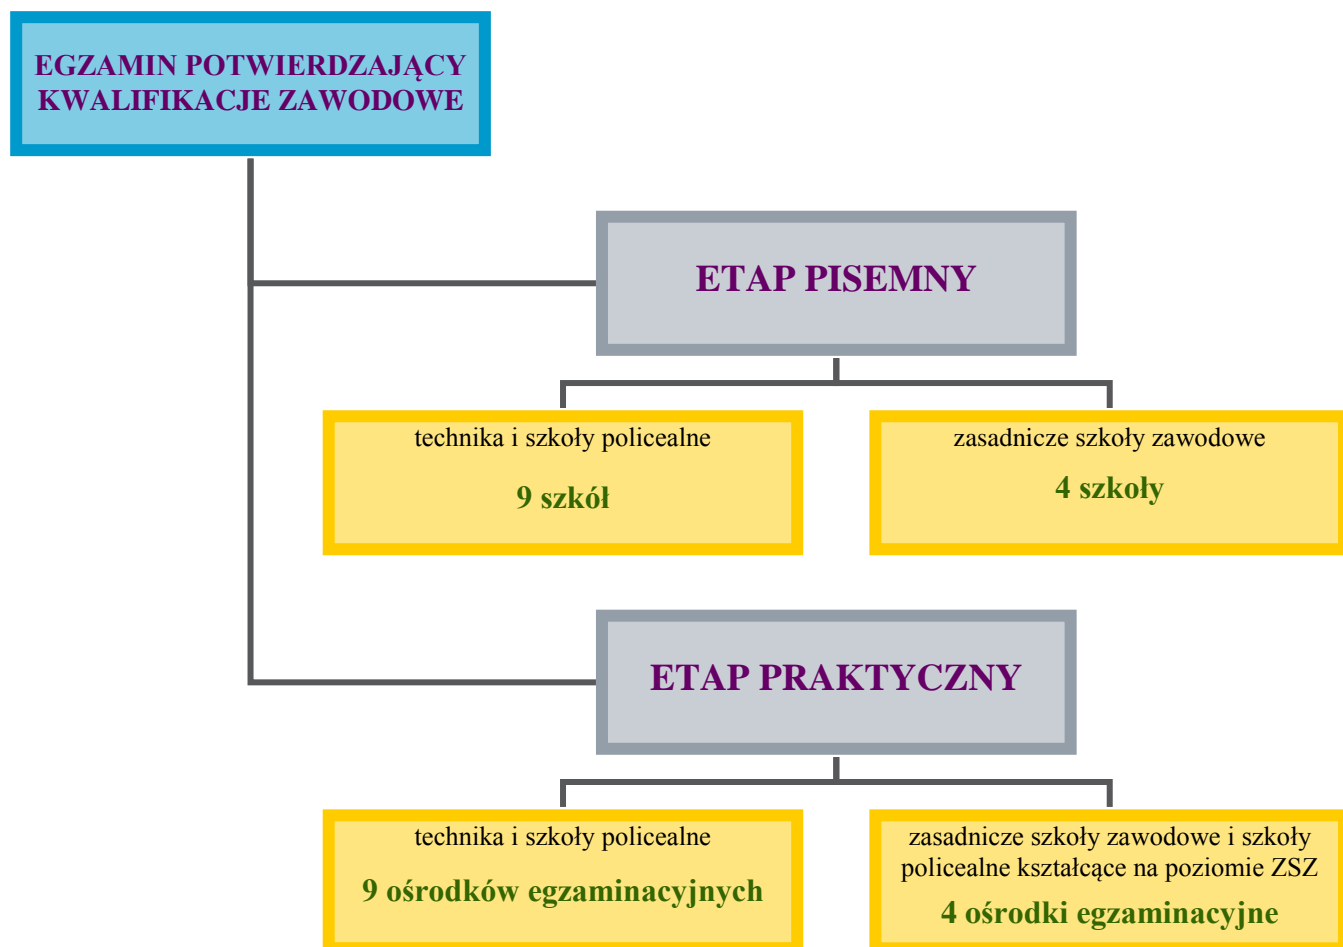 EGZAMIN POTWIERDZAJĄCY
KWALIFIKACJE ZAWODOWE
ETAP PISEMNY
technika i szkoły policealne
9 szkół
zasadnicze szkoły zawodowe
4 szkoły
ETAP PRAKTYCZNY
technika i szkoły policealne
9 ośrodków egzaminacyjnych
zasadnicze szkoły zawodowe i szkoły
policealne kształcące na poziomie ZSZ
4 ośrodki egzaminacyjne